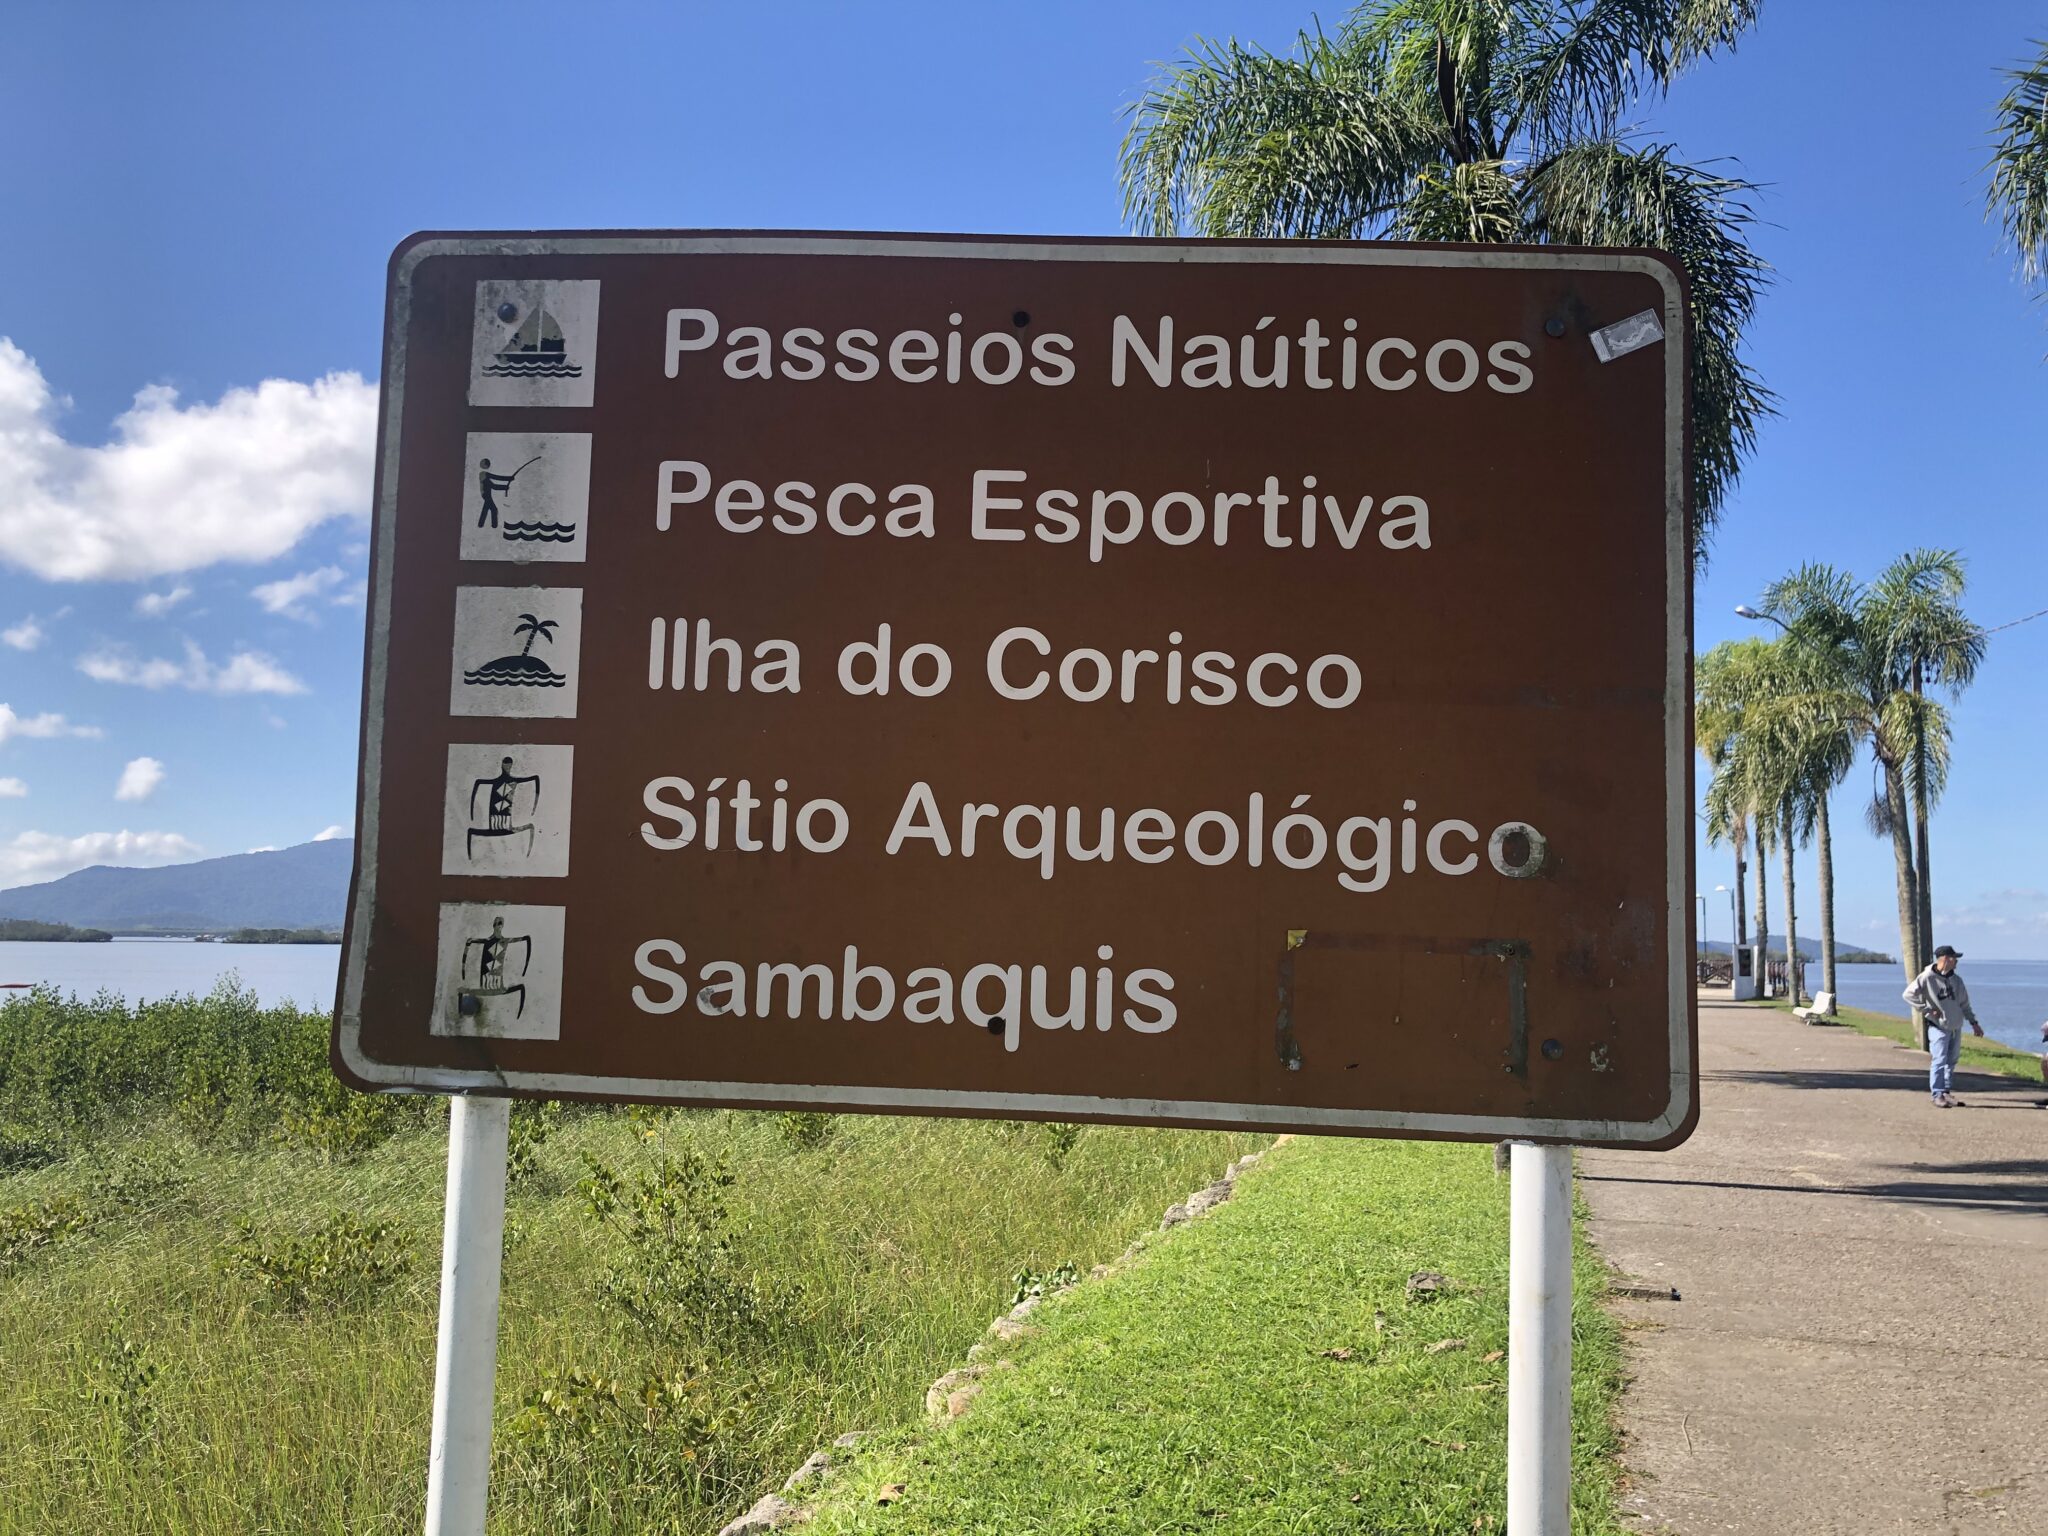 Passeios Naúticos
Pesca Esportiva
Ilha do Corisco
Sítio Arqueológico
Sambaquis